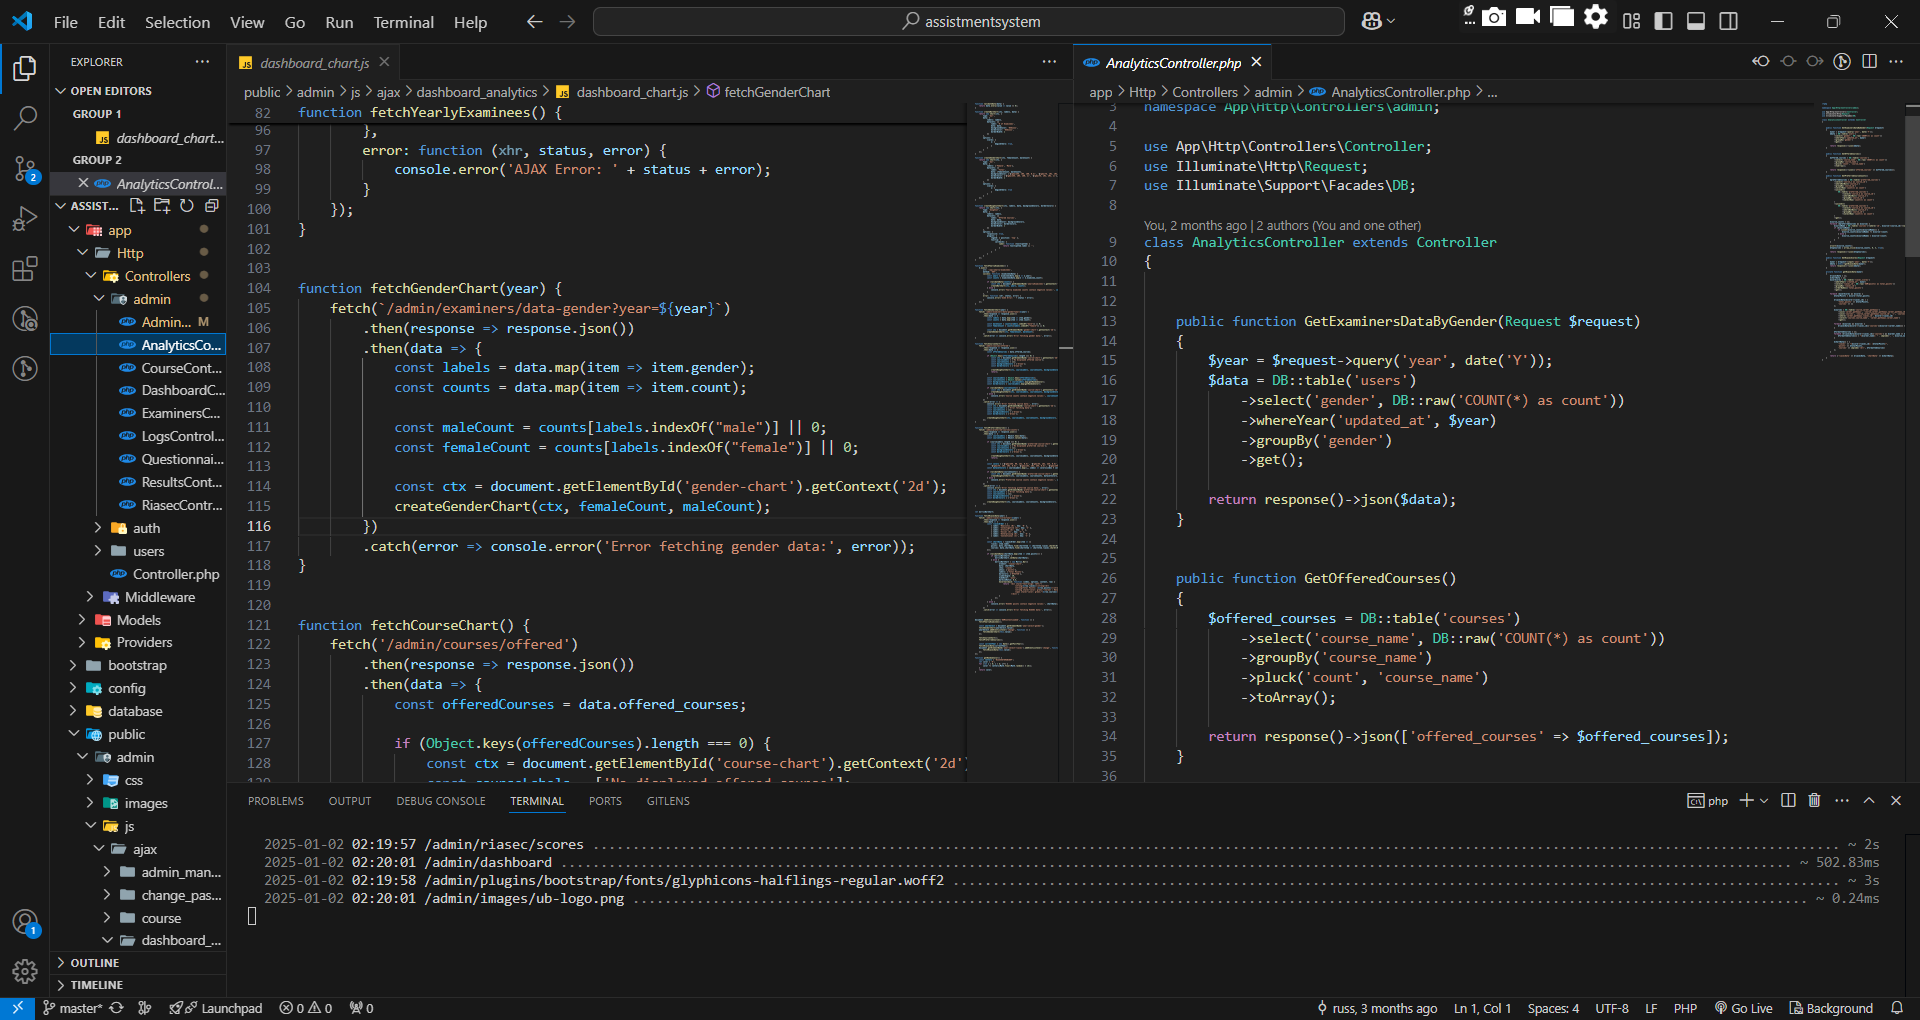 File Edit Selection View Go Run Terminal Help
assistmentsystem
EXPLORER
OPEN EDITORS
GROUP 1
dashboard_chart...
GROUP 2
AnalyticsControl...
ASSIST...
app
Http
Controllers
admin
Admin... M
AnalyticsCo...
CourseCont...
DashboardC...
ExaminersC...
LogsControl...
Questionnai...
ResultsCont...
RiasecContr...
auth
users
Controller.php
Middleware
Models
Providers
bootstrap
config
database
public
admin
css
images
js
ajax
admin_man...
change_pas...
course
dashboard_...
OUTLINE
TIMELINE
2
1
dashboard_chart.js
public > admin > js > ajax > dashboard_analytics > dashboard_chart.js > fetchGenderChart
82 function fetchYearlyExaminees() {
96 },
97 error: function (xhr, status, error) {
98 console.error('AJAX Error: ' + status + error);
99 }
100 });
101 }
102
103
104 function fetchGenderChart(year) {
105 fetch(`/admin/examiners/data-gender?year=${year}`)
106 .then(response => response.json())
107 .then(data => {
108 const labels = data.map(item => item.gender);
109 const counts = data.map(item => item.count);
110
111 const maleCount = counts[labels.indexOf("male")] || 0;
112 const femaleCount = counts[labels.indexOf("female")] || 0;
113
114 const ctx = document.getElementById('gender-chart').getContext('2d');
115 createGenderChart(ctx, femaleCount, maleCount);
116 })
117 .catch(error => console.error('Error fetching gender data:', error));
118 }
119
120
121 function fetchCourseChart() {
122 fetch('/admin/courses/offered')
123 .then(response => response.json())
124 .then(data => {
125 const offeredCourses = data.offered_courses;
126
127 if (Object.keys(offeredCourses).length === 0) {
128 const ctx = document.getElementById('course-chart').getContext('2d'
AnalyticsController.php
app > Http > Controllers > admin > AnalyticsController.php > ...
3 namespace App\Http\Controllers\admin;
4
5 use App\Http\Controllers\Controller;
6 use Illuminate\Http\Request;
7 use Illuminate\Support\Facades\DB;
8
You, 2 months ago | 2 authors (You and one other)
9 class AnalyticsController extends Controller
10 {
11
12
13 public function GetExaminersDataByGender(Request $request)
14 {
15 $year = $request->query('year', date('Y'));
16 $data = DB::table('users')
17 ->select('gender', DB::raw('COUNT(*) as count'))
18 ->whereYear('updated_at', $year)
19 ->groupBy('gender')
20 ->get();
21
22 return response()->json($data);
23 }
24
25
26 public function GetOfferedCourses()
27 {
28 $offered_courses = DB::table('courses')
29 ->select('course_name', DB::raw('COUNT(*) as count'))
30 ->groupBy('course_name')
31 ->pluck('count', 'course_name')
32 ->toArray();
33
34 return response()->json(['offered_courses' => $offered_courses]);
35 }
36
PROBLEMS OUTPUT DEBUG CONSOLE TERMINAL PORTS GITLENS
php
2025-01-02 02:19:57 /admin/riasec/scores ........ ~ 2s
2025-01-02 02:20:01 /admin/dashboard ........ ~ 502.83ms
2025-01-02 02:19:58 /admin/plugins/bootstrap/fonts/glyphicons-halflings-regular.woff2 ........ ~ 3s
2025-01-02 02:20:01 /admin/images/ub-logo.png ........ ~ 0.24ms
master* Launchpad 0 0 0
russ, 3 months ago Ln 1, Col 1 Spaces: 4 UTF-8 LF PHP Go Live Background